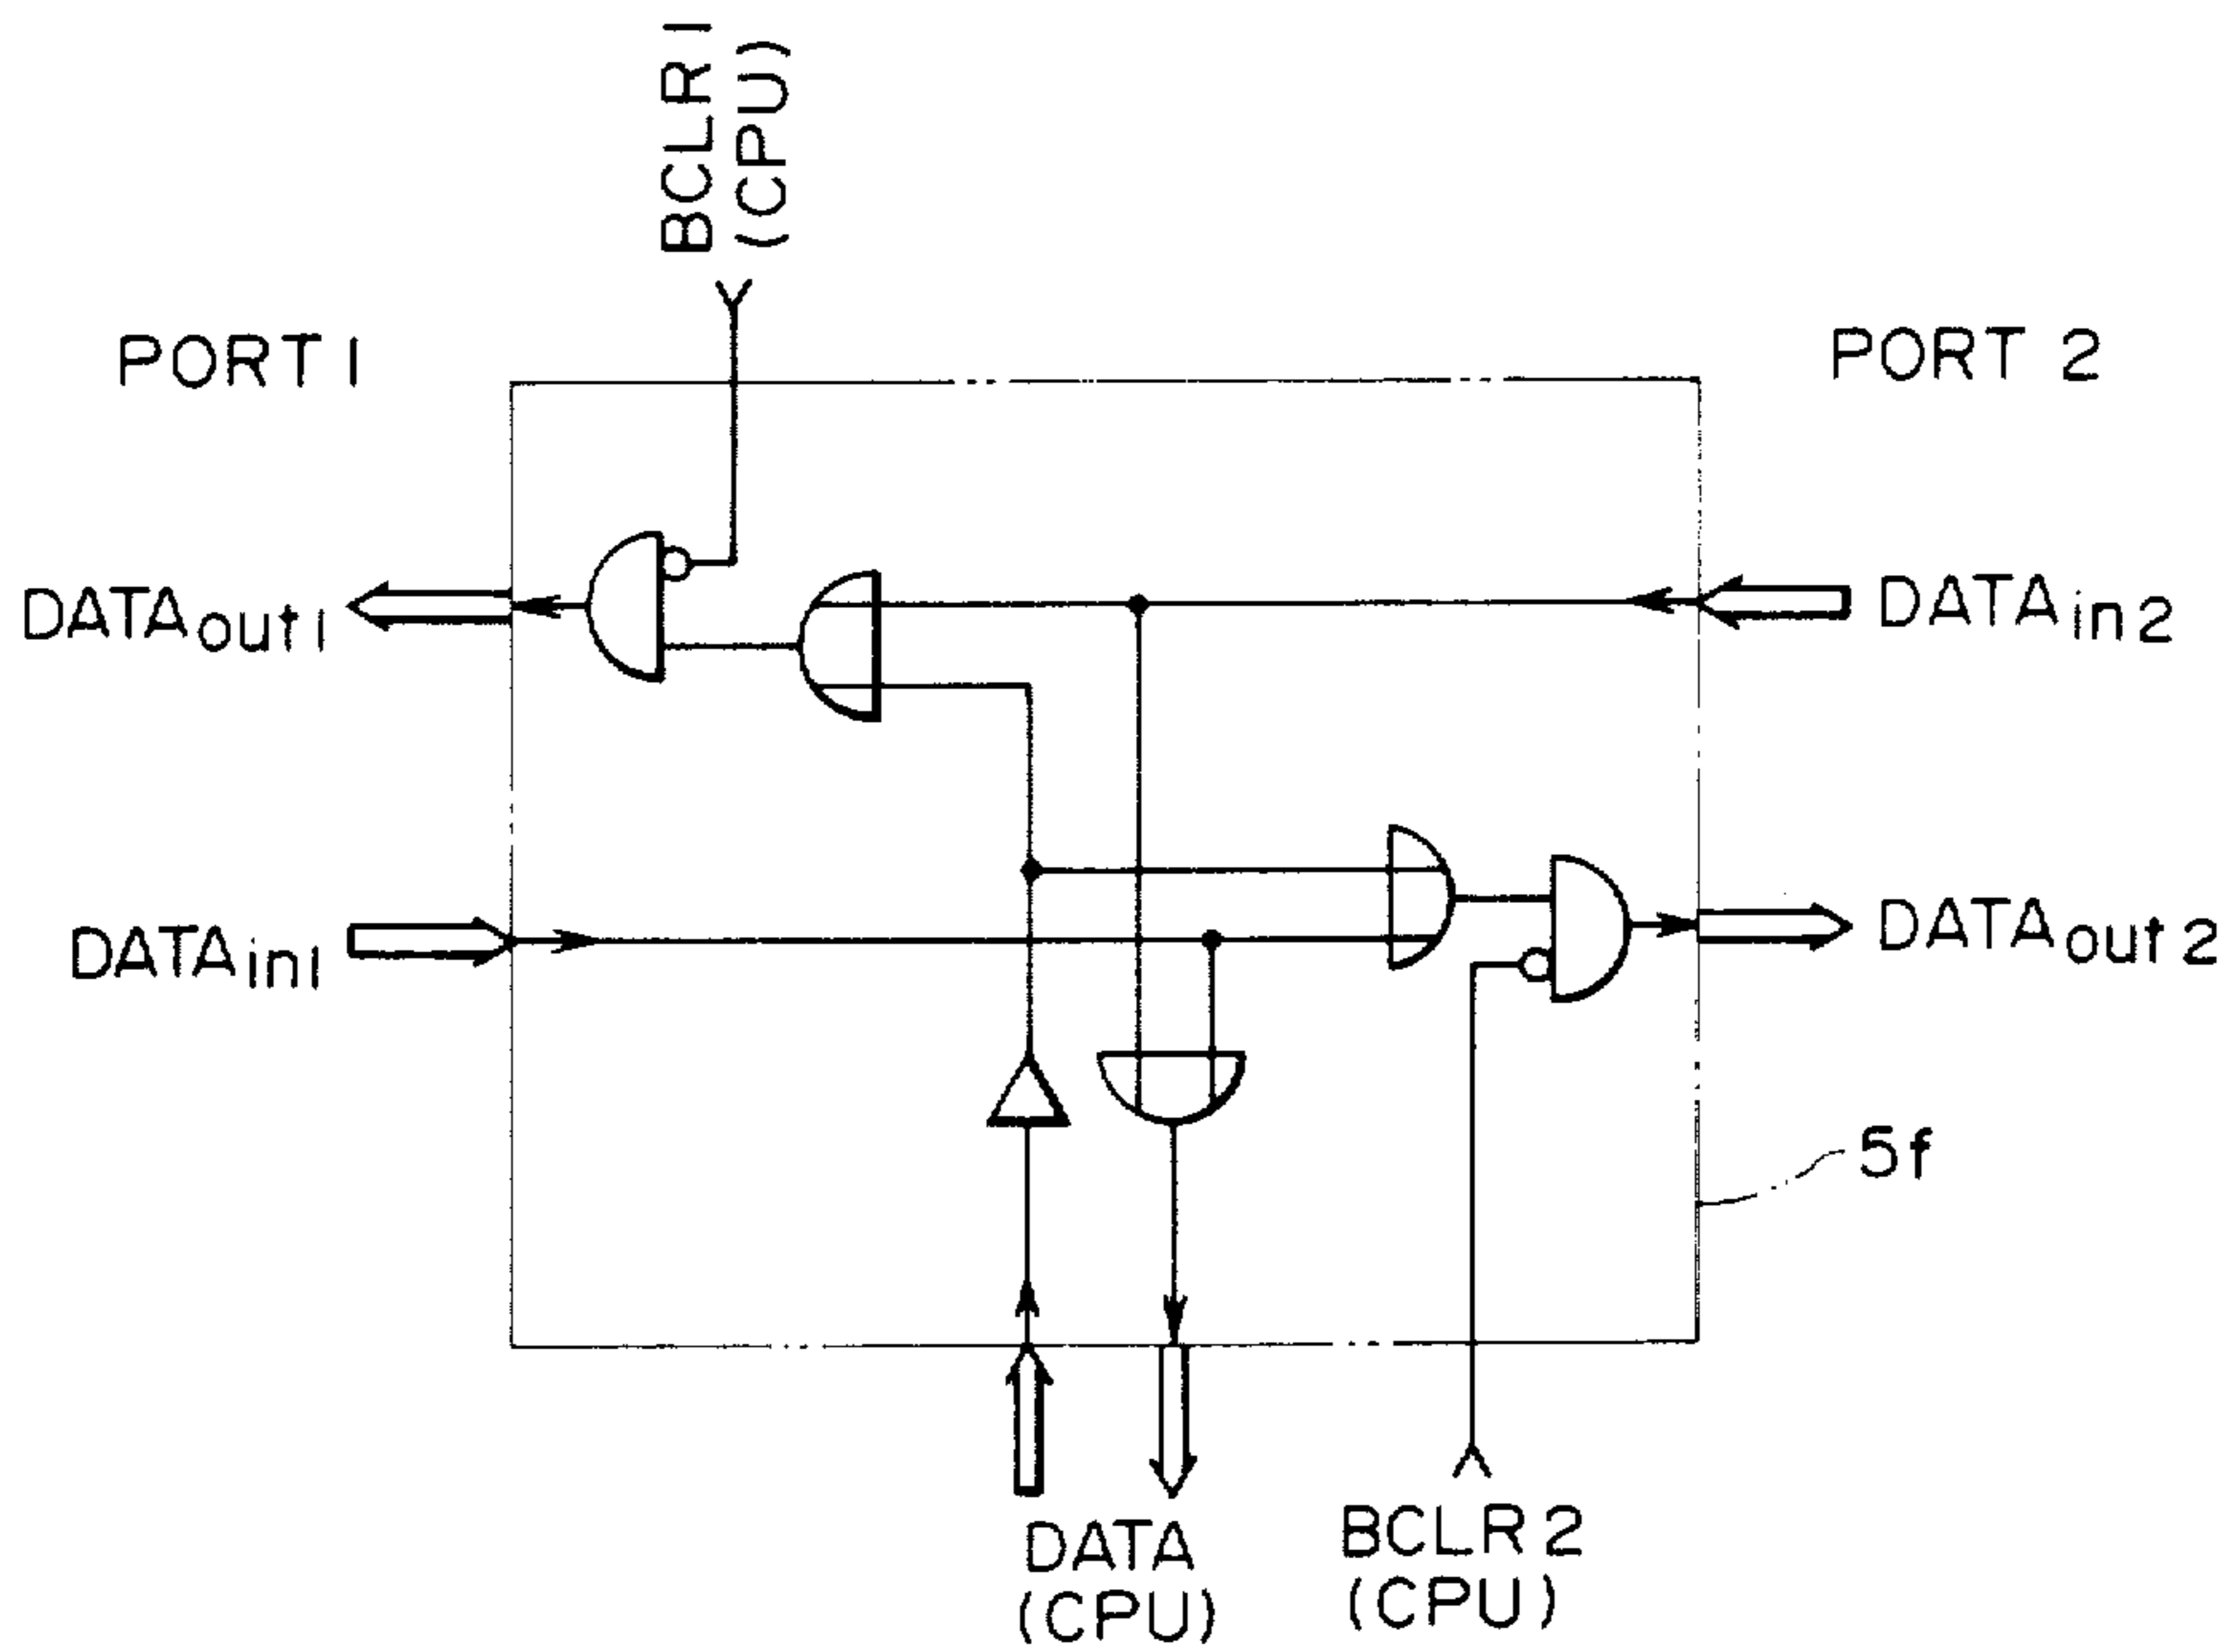 BCLR1
(CPU)
PORT 1
PORT 2
DATAout1
DATAin2
DATAin1
DATAout2
5f
DATA
(CPU)
BCLR2
(CPU)